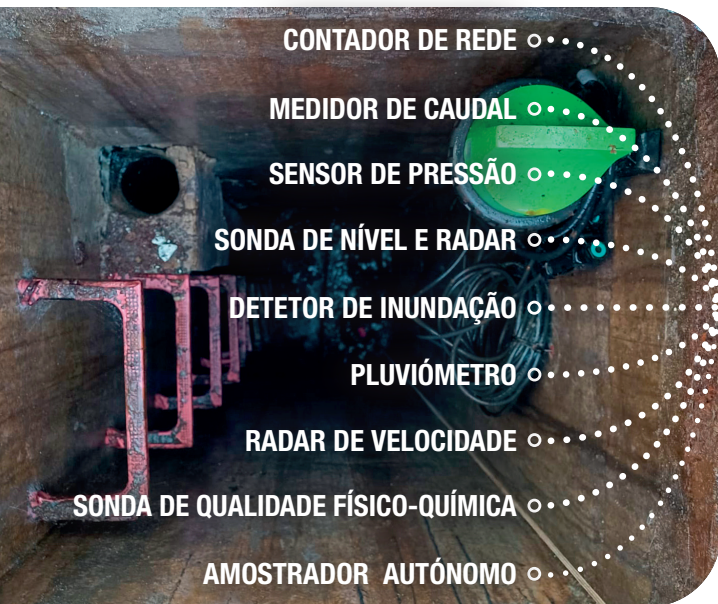 CONTADOR DE REDE
MEDIDOR DE CAUDAL
SENSOR DE PRESSÃO
SONDA DE NÍVEL E RADAR
DETETOR DE INUNDAÇÃO
PLUVIÓMETRO
RADAR DE VELOCIDADE
SONDA DE QUALIDADE FÍSICO-QUÍMICA
AMOSTRADOR AUTÓNOMO